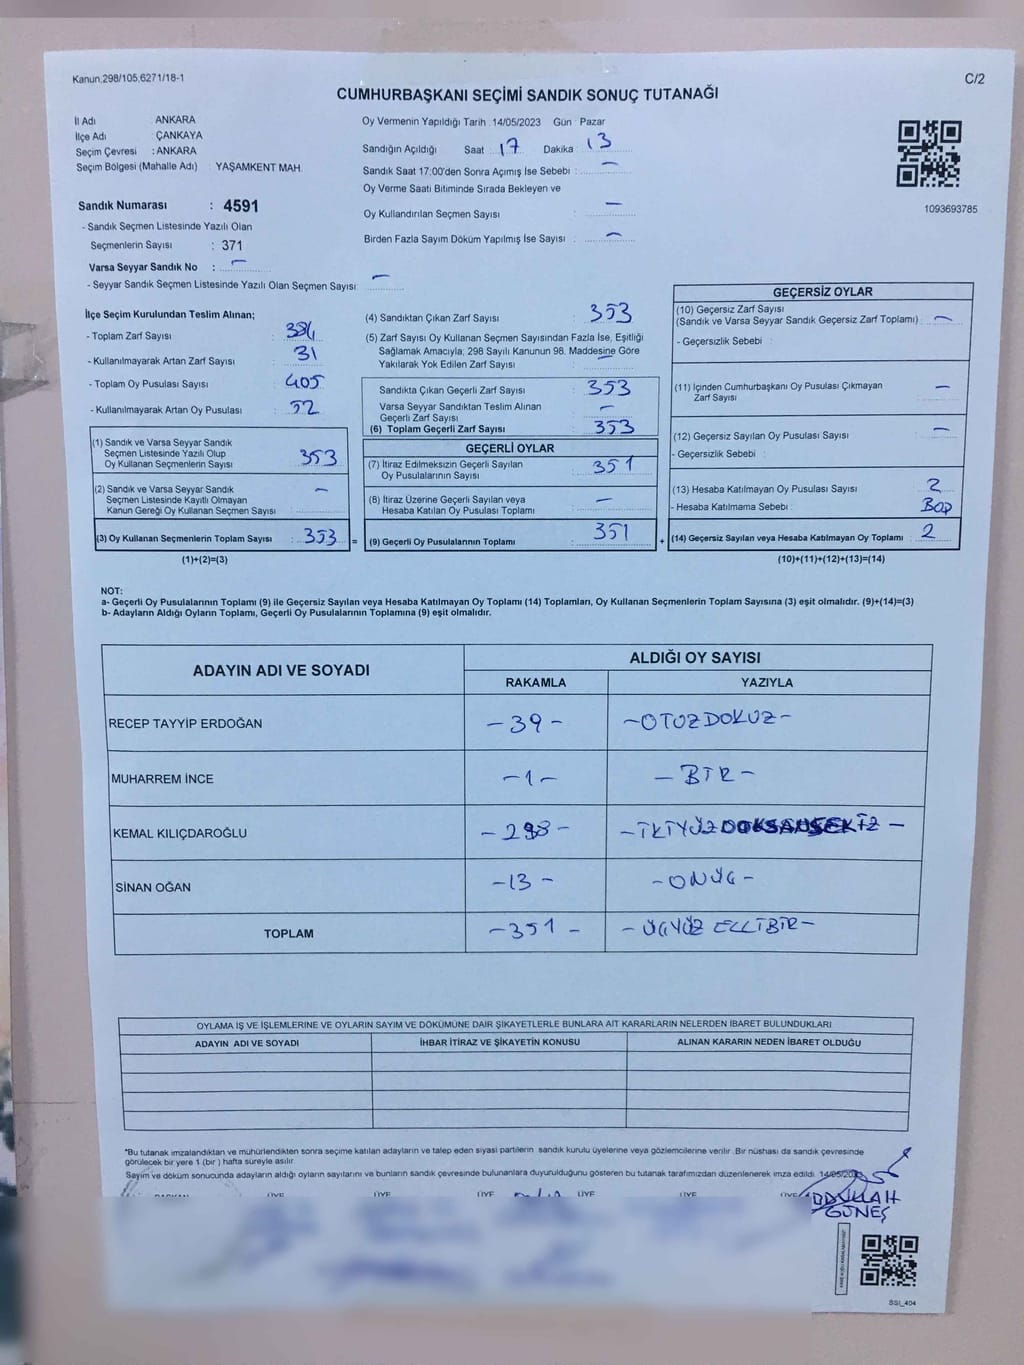 Kanun.298/105.6271/18-1
C/2
CUMHURBAŞKANI SEÇİMİ SANDIK SONUÇ TUTANAĞI
İl Adı : ANKARA
İlçe Adı : ÇANKAYA
Seçim Çevresi : ANKARA
Seçim Bölgesi (Mahalle Adı) : YAŞAMKENT MAH.
Sandık Numarası : 4591
- Sandık Seçmen Listesinde Yazılı Olan
Seçmenlerin Sayısı : 371
Varsa Seyyar Sandık No : –
- Seyyar Sandık Seçmen Listesinde Yazılı Olan Seçmen Sayısı: –
Oy Vermenin Yapıldığı Tarih :14/05/2023 Gün : Pazar
Sandığın Açıldığı Saat : 17 Dakika : 13
Sandık Saat 17:00'den Sonra Açımış İse Sebebi : –
Oy Verme Saati Bitiminde Sırada Bekleyen ve
Oy Kullandırılan Seçmen Sayısı : –
Birden Fazla Sayım Döküm Yapılmış İse Sayısı : –
1093693785
İlçe Seçim Kurulundan Teslim Alınan;
- Toplam Zarf Sayısı : 384
- Kullanılmayarak Artan Zarf Sayısı : 31
- Toplam Oy Pusulası Sayısı : 405
- Kullanılmayarak Artan Oy Pusulası : 52
(1) Sandık ve Varsa Seyyar Sandık
Seçmen Listesinde Yazılı Olup
Oy Kullanan Seçmenlerin Sayısı : 353
(2) Sandık ve Varsa Seyyar Sandık
Seçmen Listesinde Kayıtlı Olmayan
Kanun Gereği Oy Kullanan Seçmen Sayısı : –
(3) Oy Kullanan Seçmenlerin Toplam Sayısı : 353
(1)+(2)=(3)
(4) Sandıktan Çıkan Zarf Sayısı : 353
(5) Zarf Sayısı Oy Kullanan Seçmen Sayısından Fazla İse, Eşitliği
Sağlamak Amacıyla; 298 Sayılı Kanunun 98. Maddesine Göre
Yakılarak Yok Edilen Zarf Sayısı : –
Sandıkta Çıkan Geçerli Zarf Sayısı : 353
Varsa Seyyar Sandıktan Teslim Alınan
Geçerli Zarf Sayısı : –
(6) Toplam Geçerli Zarf Sayısı : 353
GEÇERLİ OYLAR
(7) İtiraz Edilmeksizin Geçerli Sayılan
Oy Pusulalarının Sayısı : 351
(8) İtiraz Üzerine Geçerli Sayılan veya
Hesaba Katılan Oy Pusulası Toplamı : –
= (9) Geçerli Oy Pusulalarının Toplamı : 351 +
GEÇERSİZ OYLAR
(10) Geçersiz Zarf Sayısı
(Sandık ve Varsa Seyyar Sandık Geçersiz Zarf Toplamı) : –
- Geçersizlik Sebebi :
(11) İçinden Cumhurbaşkanı Oy Pusulası Çıkmayan
Zarf Sayısı : –
(12) Geçersiz Sayılan Oy Pusulası Sayısı : –
- Geçersizlik Sebebi :
(13) Hesaba Katılmayan Oy Pusulası Sayısı : 2
- Hesaba Katılmama Sebebi : Boş
(14) Geçersiz Sayılan veya Hesaba Katılmayan Oy Toplamı : 2
(10)+(11)+(12)+(13)=(14)
NOT:
a- Geçerli Oy Pusulalarının Toplamı (9) ile Geçersiz Sayılan veya Hesaba Katılmayan Oy Toplamı (14) Toplamları, Oy Kullanan Seçmenlerin Toplam Sayısına (3) eşit olmalıdır. (9)+(14)=(3)
b- Adayların Aldığı Oyların Toplamı, Geçerli Oy Pusulalarının Toplamına (9) eşit olmalıdır.
ADAYIN ADI VE SOYADI
ALDIĞI OY SAYISI
RAKAMLA YAZIYLA
RECEP TAYYİP ERDOĞAN -39- -OTUZDOKUZ-
MUHARREM İNCE -1- -BİR-
KEMAL KILIÇDAROĞLU -298- -İKİYÜZDOKSANSEKİZ-
SİNAN OĞAN -13- -ONÜÇ-
TOPLAM -351- -ÜÇYÜZ ELLİBİR-
OYLAMA İŞ VE İŞLEMLERİNE VE OYLARIN SAYIM VE DÖKÜMÜNE DAİR ŞİKAYETLERLE BUNLARA AİT KARARLARIN NELERDEN İBARET BULUNDUKLARI
ADAYIN ADI VE SOYADI İHBAR İTİRAZ VE ŞİKAYETİN KONUSU ALINAN KARARIN NEDEN İBARET OLDUĞU
*Bu tutanak imzalandıktan ve mühürlendikten sonra seçime katılan adayların ve talep eden siyasi partilerin sandık kurulu üyelerine veya gözlemcilerine verilir. Bir nüshası da sandık çevresinde
görülecek bir yere 1 (bir ) hafta süreyle asılır.
Sayım ve döküm sonucunda adayların aldığı oyların sayılarını ve bunların sandık çevresinde bulunanlara duyurulduğunu gösteren bu tutanak tarafımızdan düzenlenerek imza edildi. 14/05/2023
BAŞKAN ÜYE ÜYE ÜYE ÜYE ÜYE ÜYE
ABDULLAH
GÜNEŞ
SSİ_404